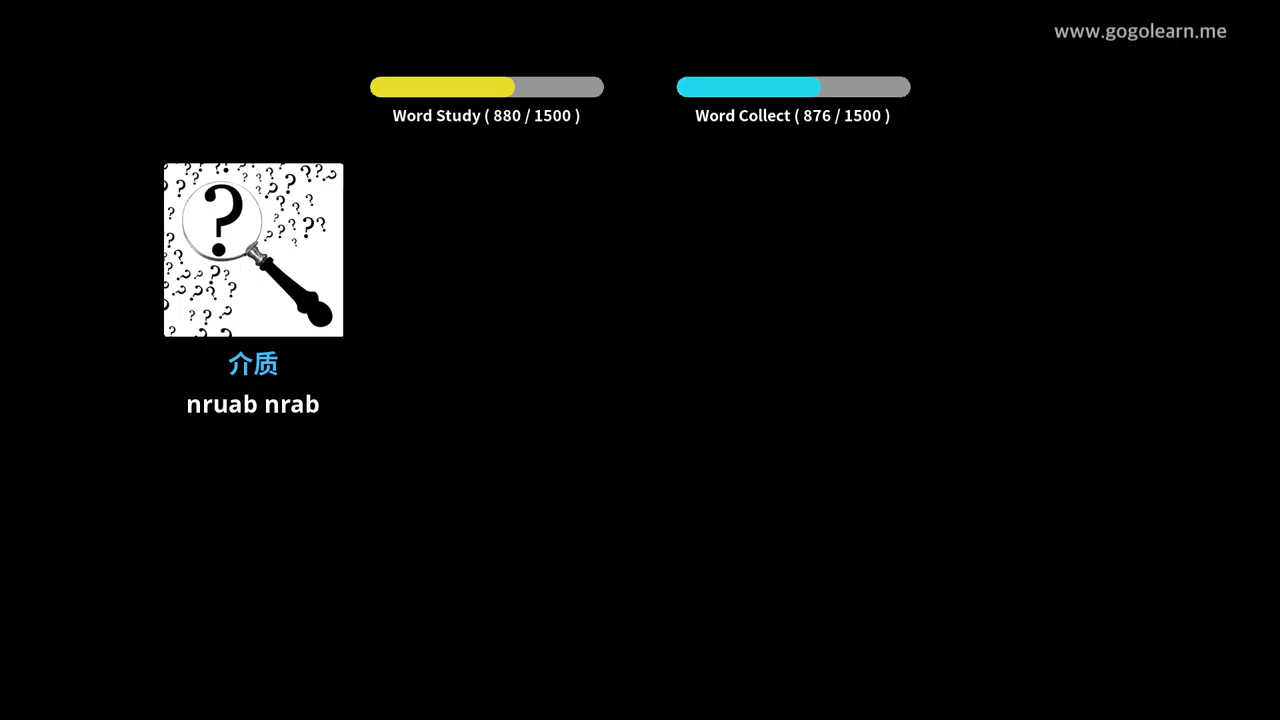 www.gogolearn.me
Word Study ( 880 / 1500 )
Word Collect ( 876 / 1500 )
介质
nruab nrab